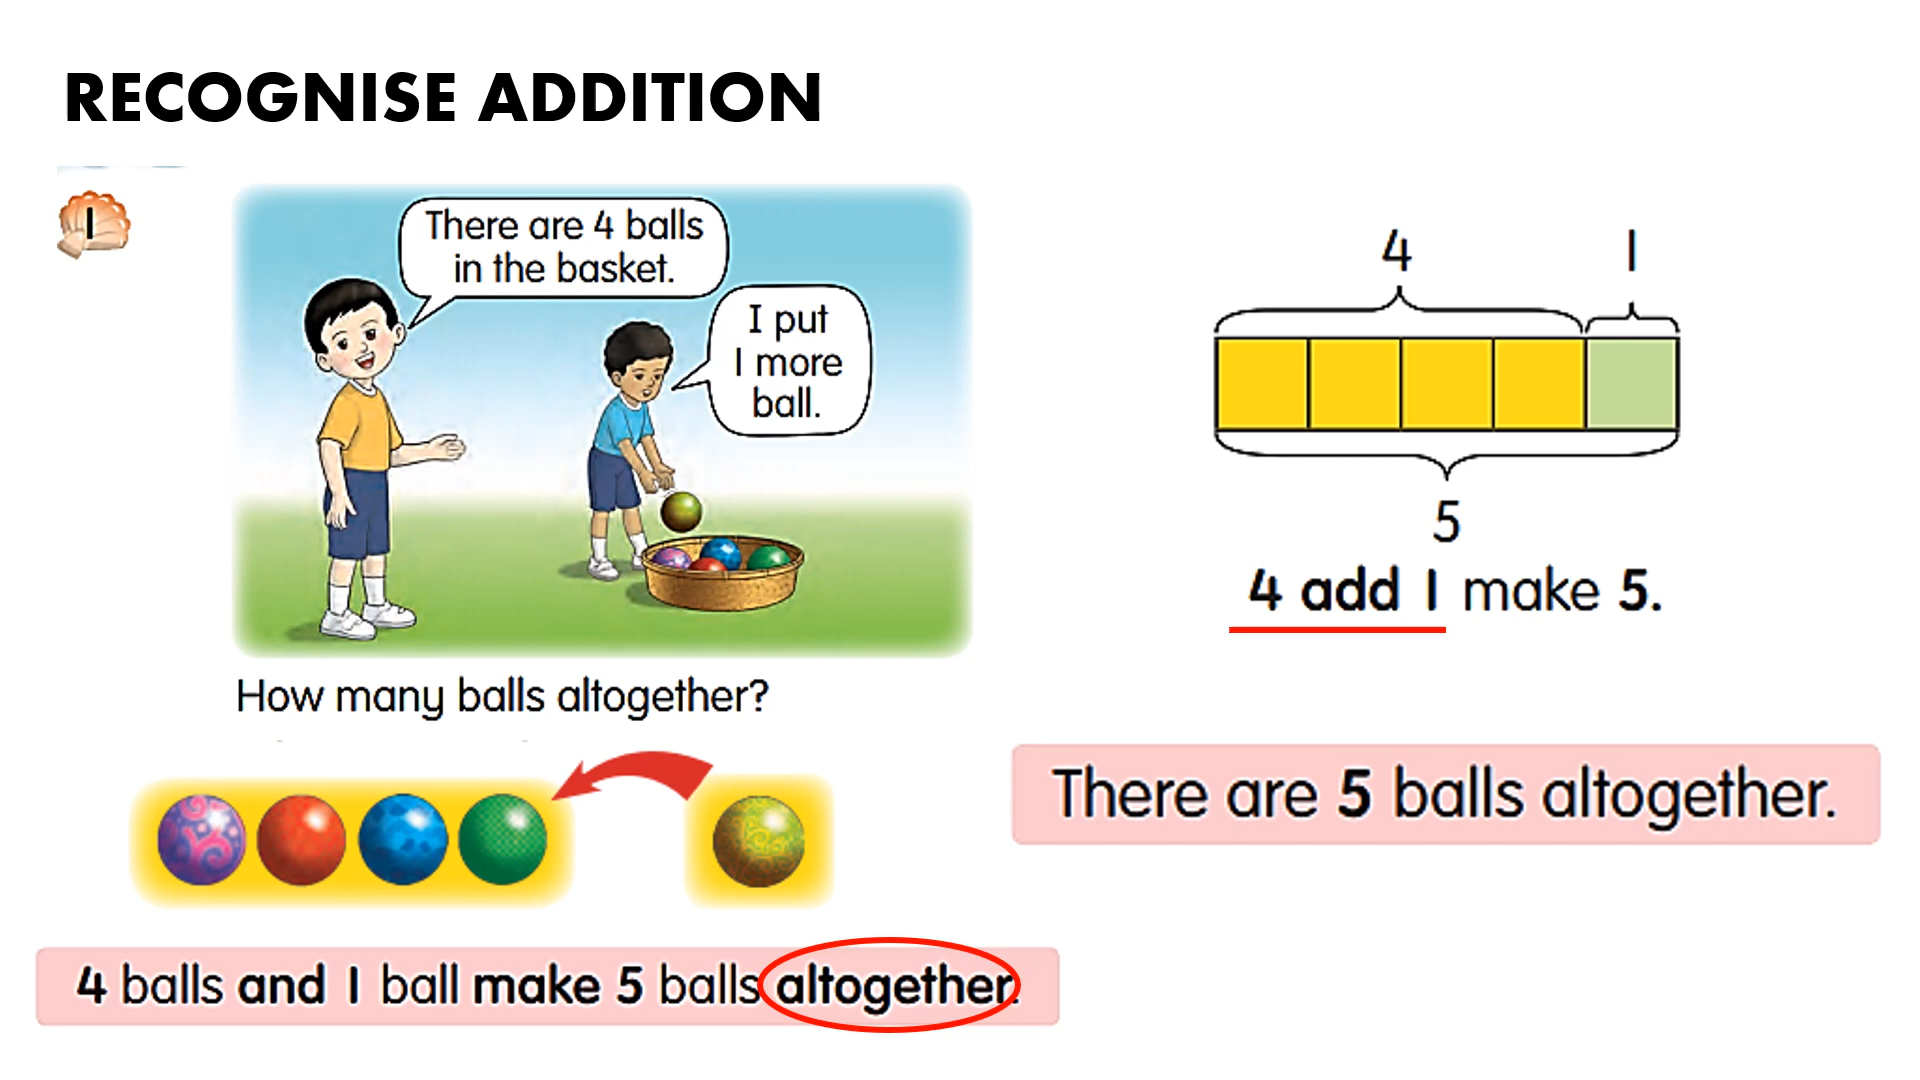 RECOGNISE ADDITION
1
There are 4 balls
in the basket.
I put
1 more
ball.
How many balls altogether?
4 balls and 1 ball make 5 balls altogether.
4 1
5
4 add 1 make 5.
There are 5 balls altogether.